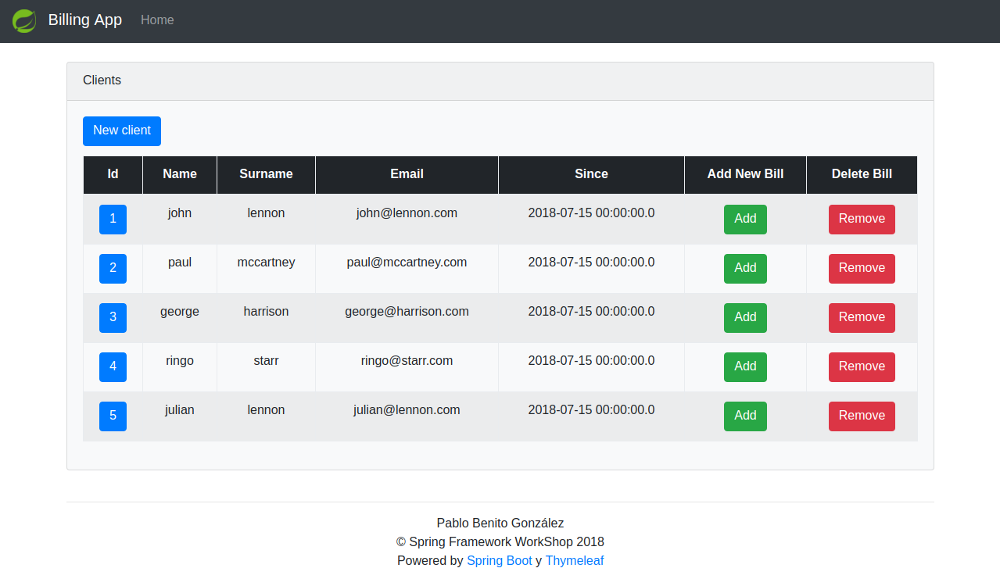 Billing App Home
Clients
New client
Id Name Surname Email Since Add New Bill Delete Bill
1 john lennon john@lennon.com 2018-07-15 00:00:00.0 Add Remove
2 paul mccartney paul@mccartney.com 2018-07-15 00:00:00.0 Add Remove
3 george harrison george@harrison.com 2018-07-15 00:00:00.0 Add Remove
4 ringo starr ringo@starr.com 2018-07-15 00:00:00.0 Add Remove
5 julian lennon julian@lennon.com 2018-07-15 00:00:00.0 Add Remove
Pablo Benito González
© Spring Framework WorkShop 2018
Powered by Spring Boot y Thymeleaf